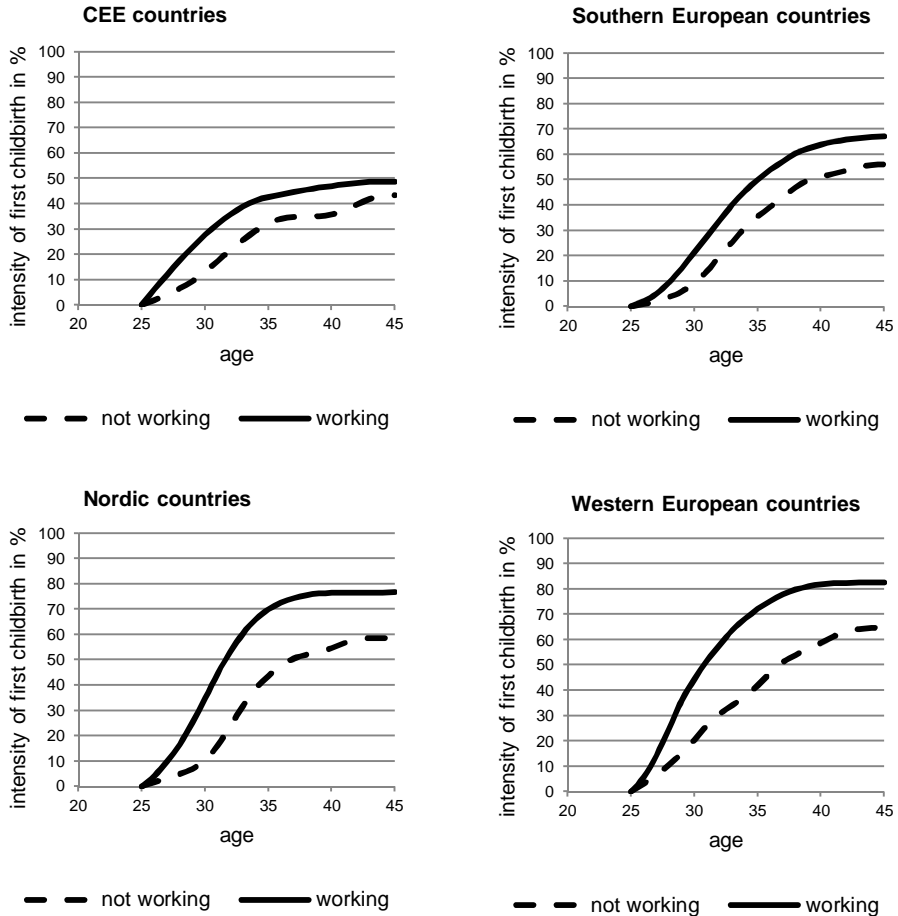 CEE countries
intensity of first childbirth in %
100
90
80
70
60
50
40
30
20
10
0
20 25 30 35 40 45
age
not working working
Southern European countries
intensity of first childbirth in %
100
90
80
70
60
50
40
30
20
10
0
20 25 30 35 40 45
age
not working working
Nordic countries
intensity of first childbirth in %
100
90
80
70
60
50
40
30
20
10
0
20 25 30 35 40 45
age
not working working
Western European countries
intensity of first childbirth in %
100
90
80
70
60
50
40
30
20
10
0
20 25 30 35 40 45
age
not working working